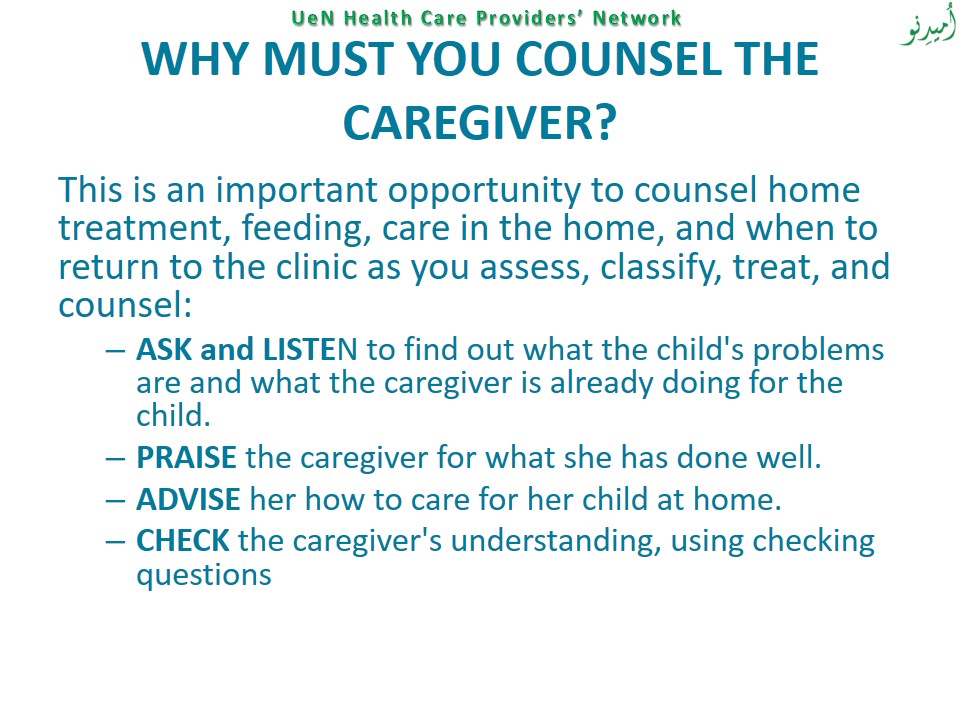 UeN Health Care Providers’ Network
اُمیدِنو
WHY MUST YOU COUNSEL THE
CAREGIVER?
This is an important opportunity to counsel home
treatment, feeding, care in the home, and when to
return to the clinic as you assess, classify, treat, and
counsel:
– ASK and LISTEN to find out what the child's problems
are and what the caregiver is already doing for the
child.
– PRAISE the caregiver for what she has done well.
– ADVISE her how to care for her child at home.
– CHECK the caregiver's understanding, using checking
questions